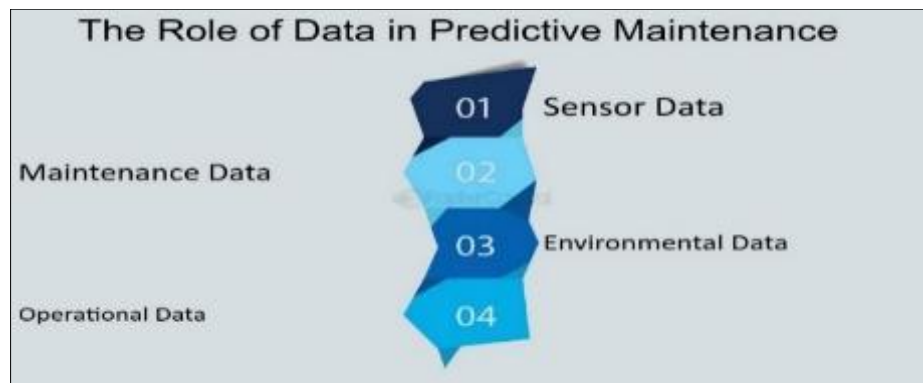 The Role of Data in Predictive Maintenance
01 Sensor Data
Maintenance Data 02
03 Environmental Data
Operational Data 04